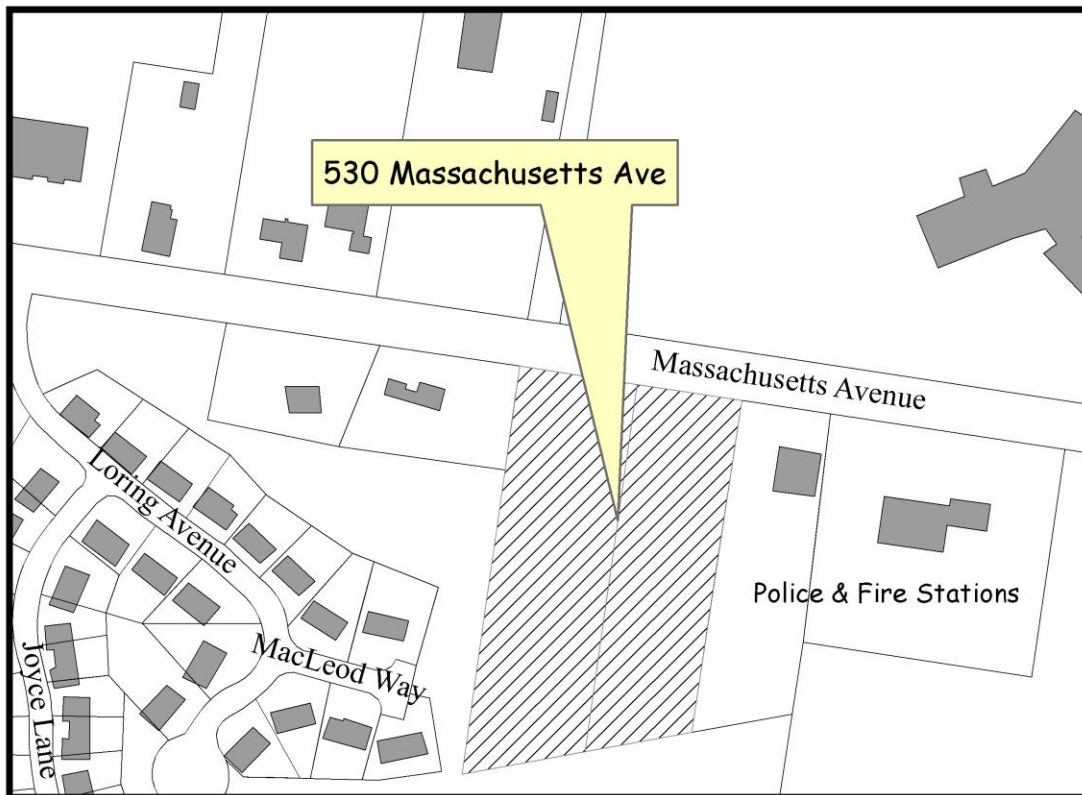 530 Massachusetts Ave
Massachusetts Avenue
Loring Avenue
Police & Fire Stations
MacLeod Way
Joyce Lane